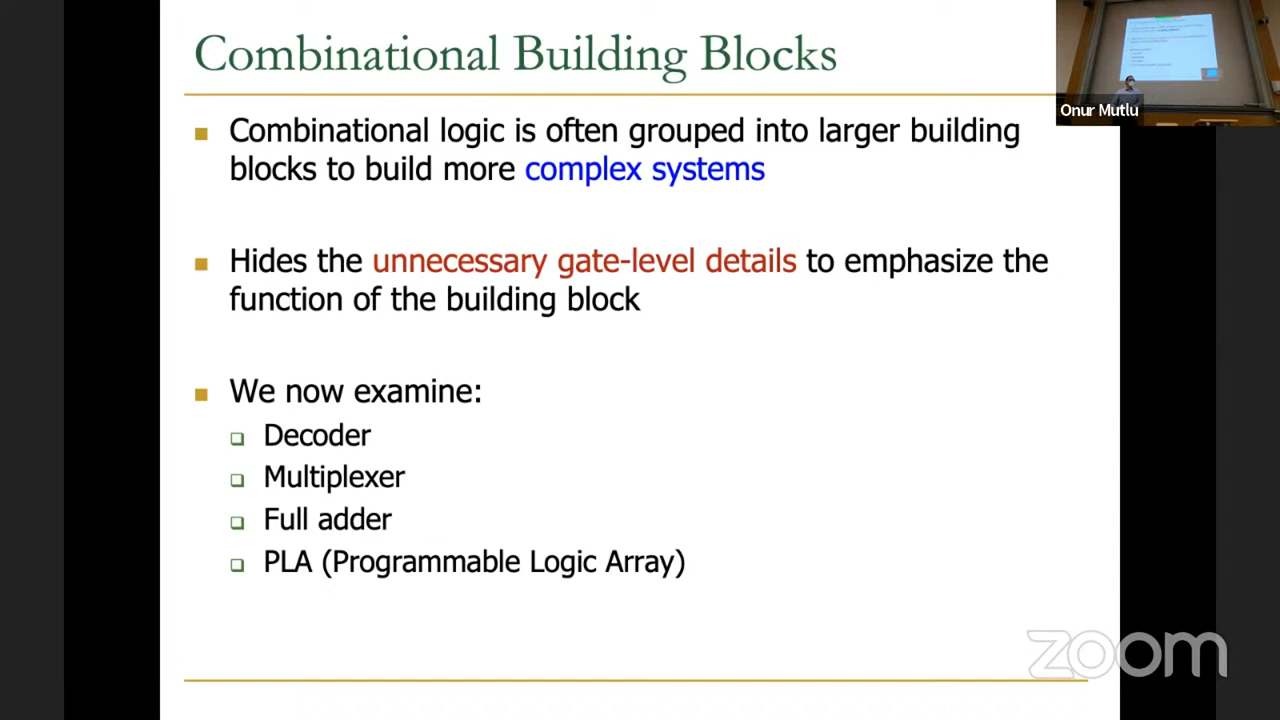 Combinational Building Blocks
Onur Mutlu
Combinational logic is often grouped into larger building
blocks to build more complex systems
Hides the unnecessary gate-level details to emphasize the
function of the building block
We now examine:
Decoder
Multiplexer
Full adder
PLA (Programmable Logic Array)
zoom